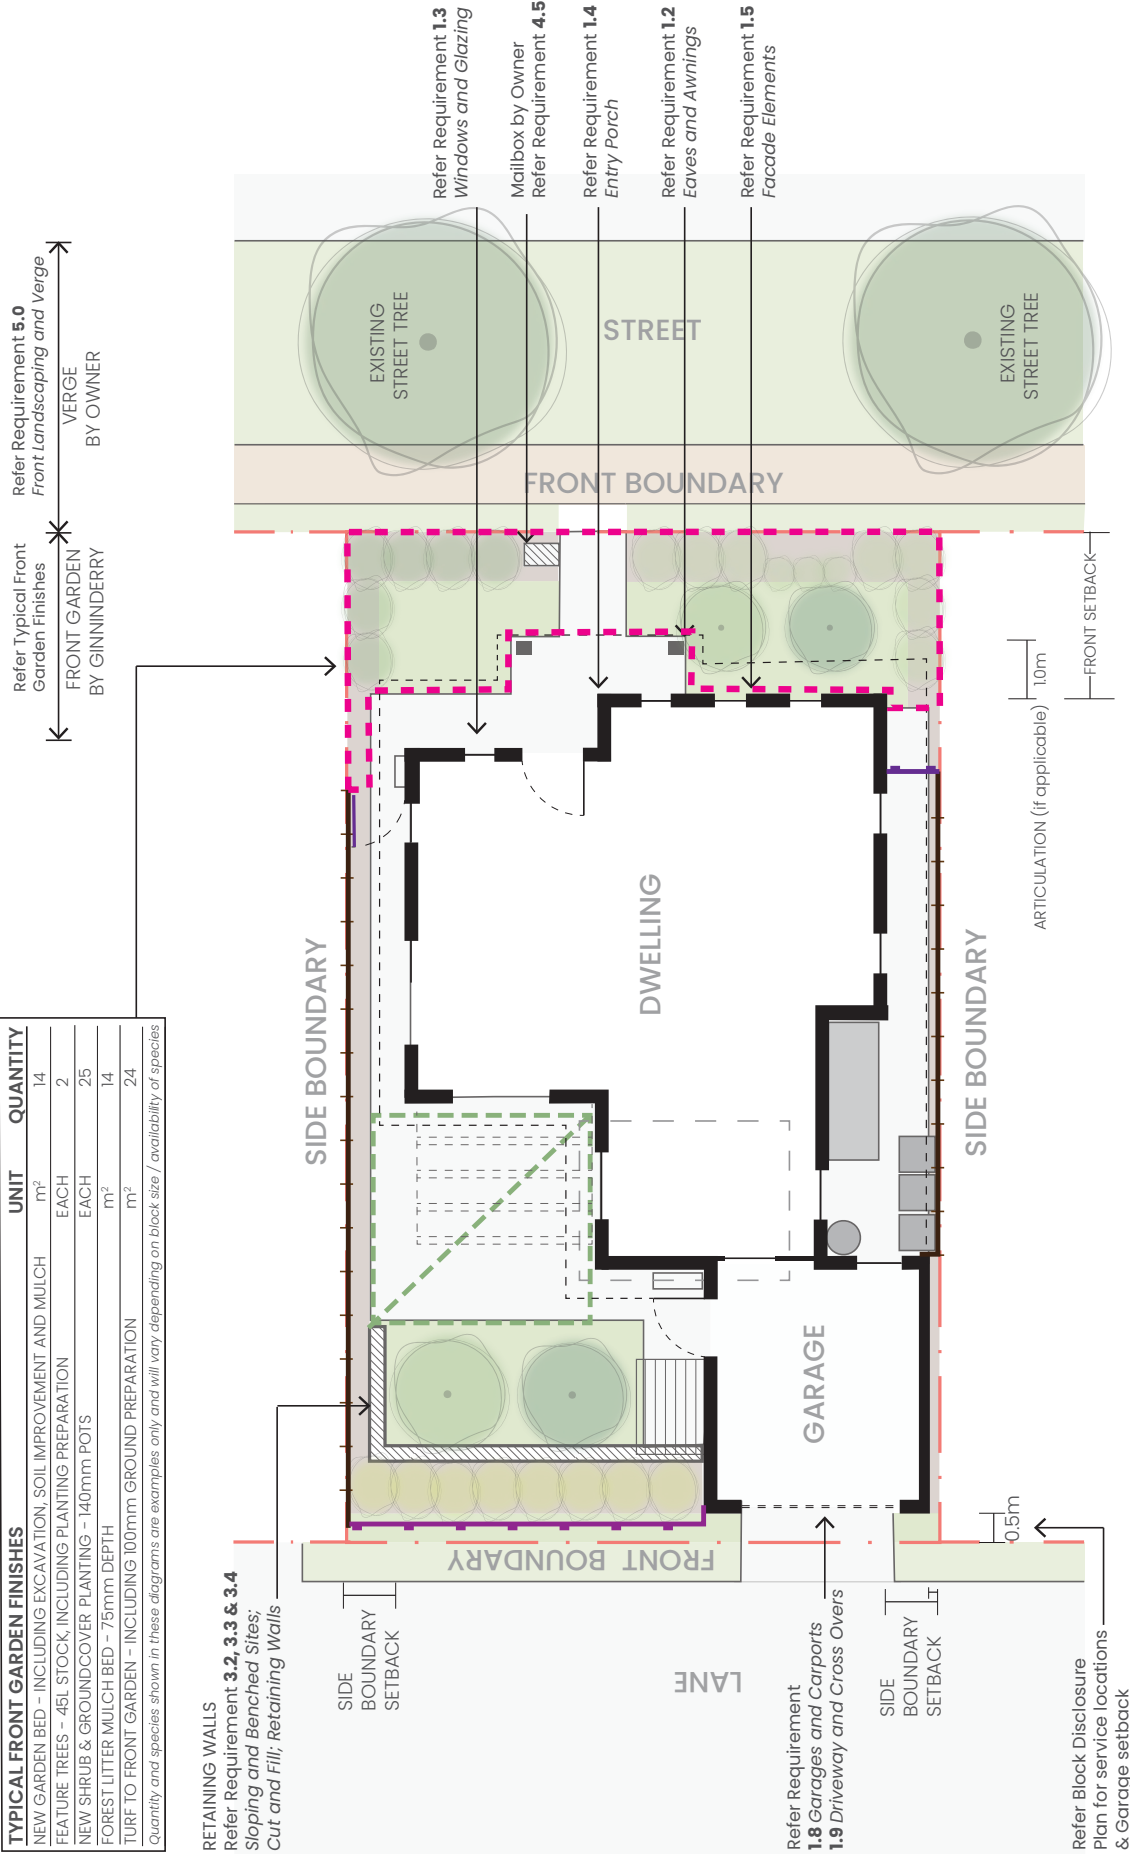 TYPICAL FRONT GARDEN FINISHES UNIT QUANTITY
NEW GARDEN BED - INCLUDING EXCAVATION, SOIL IMPROVEMENT AND MULCH m² 14
FEATURE TREES - 45L STOCK, INCLUDING PLANTING PREPARATION EACH 2
NEW SHRUB & GROUNDCOVER PLANTING - 140mm POTS EACH 25
FOREST LITTER MULCH BED - 75mm DEPTH m² 14
TURF TO FRONT GARDEN - INCLUDING 100mm GROUND PREPARATION m² 24
Quantity and species shown in these diagrams are examples only and will vary depending on block size / availability of species
Refer Typical Front
Garden Finishes
FRONT GARDEN
BY GINNINDERRY
Refer Requirement 5.0
Front Landscaping and Verge
VERGE
BY OWNER
RETAINING WALLS
Refer Requirement 3.2, 3.3 & 3.4
Sloping and Benched Sites;
Cut and Fill; Retaining Walls
SIDE
BOUNDARY
SETBACK
SIDE BOUNDARY
EXISTING
STREET TREE
Refer Requirement 1.3
Windows and Glazing
Mailbox by Owner
Refer Requirement 4.5
Refer Requirement 1.4
Entry Porch
Refer Requirement 1.2
Eaves and Awnings
Refer Requirement 1.5
Facade Elements
STREET
FRONT BOUNDARY
DWELLING
GARAGE
FRONT BOUNDARY
LANE
Refer Requirement
1.8 Garages and Carports
1.9 Driveway and Cross Overs
SIDE
BOUNDARY
SETBACK
SIDE BOUNDARY
EXISTING
STREET TREE
0.5m
ARTICULATION (if applicable) 1.0m
FRONT SETBACK
Refer Block Disclosure
Plan for service locations
& Garage setback